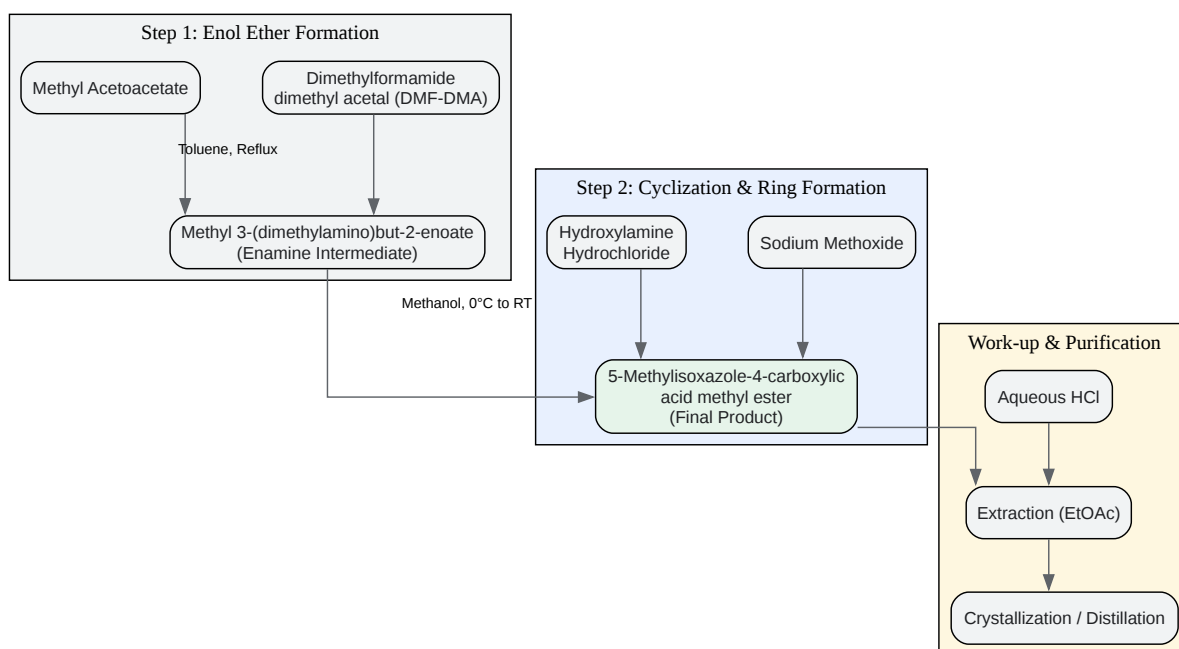 Step 1: Enol Ether Formation
Methyl Acetoacetate
Dimethylformamide
dimethyl acetal (DMF-DMA)
Toluene, Reflux
Methyl 3-(dimethylamino)but-2-enoate
(Enamine Intermediate)
Methanol, 0°C to RT
Step 2: Cyclization & Ring Formation
Hydroxylamine
Hydrochloride
Sodium Methoxide
5-Methylisoxazole-4-carboxylic
acid methyl ester
(Final Product)
Work-up & Purification
Aqueous HCl
Extraction (EtOAc)
Crystallization / Distillation